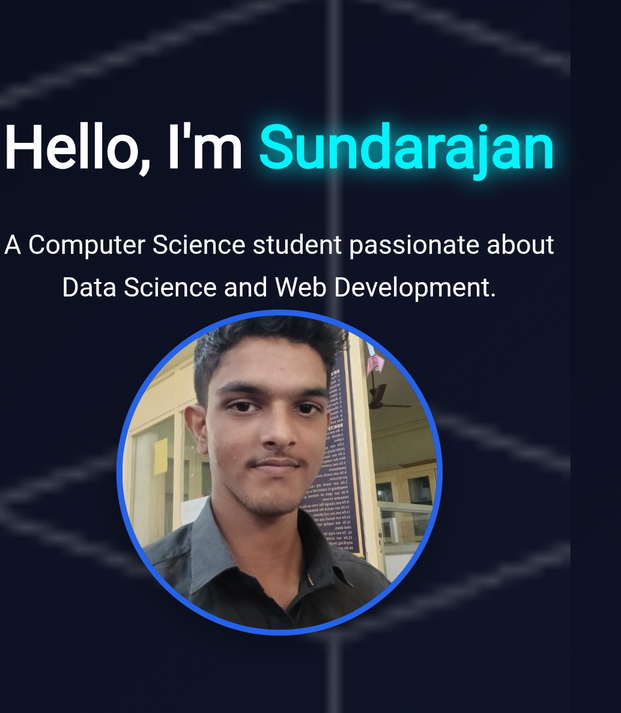 Hello, I'm Sundarajan
A Computer Science student passionate about
Data Science and Web Development.